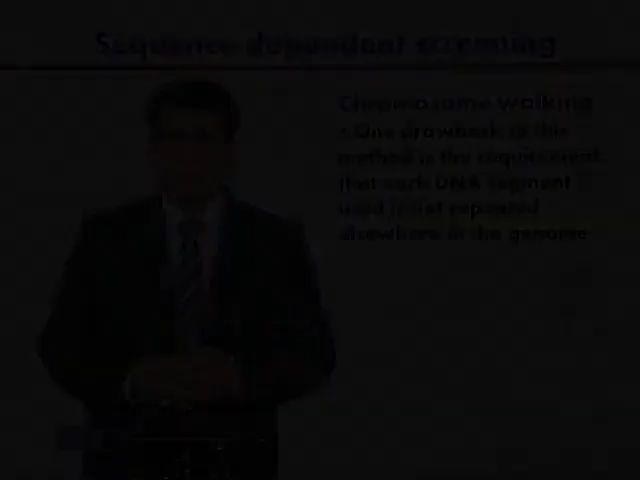 Sequence dependent screening
Chromosome walking
• One drawback to this
method is the requirement
that each DNA segment
used is not repeated
elsewhere in the genome